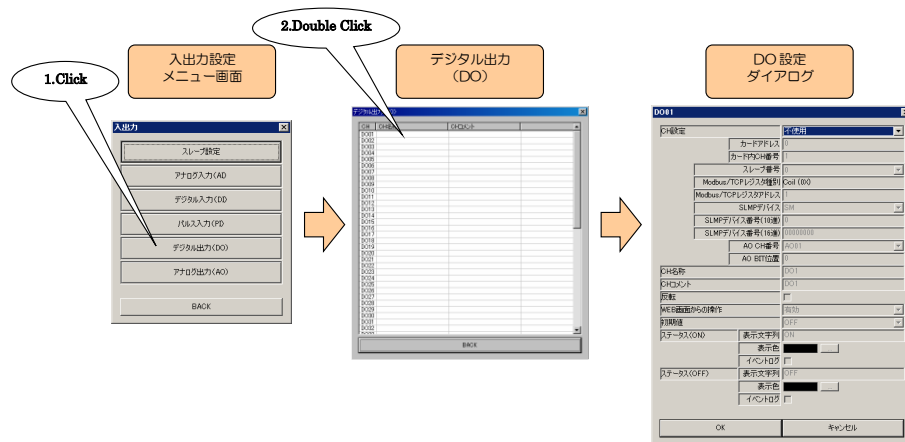 2.Double Click
1.Click
入出力設定
メニュー画面
デジタル出力
（DO）
DO 設定
ダイアログ
入出力
スレーブ設定
アナログ入力(AI)
デジタル入力(DI)
パルス入力(PI)
デジタル出力(DO)
アナログ出力(AO)
BACK
CH CH名称 CHコメント
DO01
DO02
DO03
DO04
DO05
DO06
DO07
DO08
DO09
DO10
DO11
DO12
DO13
DO14
DO15
DO16
DO17
DO18
DO19
DO20
DO21
DO22
DO23
DO24
DO25
DO26
DO27
DO28
DO29
DO30
DO31
DO32
BACK
DO01
CH設定 不使用
カードアドレス 0
カード内CH番号 1
スレーブ番号 0
Modbus/TCPレジスタ種別 Coil (0X)
Modbus/TCPレジスタアドレス 1
SLMPデバイス SM
SLMPデバイス番号(10進) 0
SLMPデバイス番号(16進) 00000000
AO CH番号 AO01
AO BIT位置 0
CH名称 DO1
CHコメント DO1
反転
WEB画面からの操作 有効
初期値 OFF
ステータス(ON) 表示文字列 ON
表示色
イベントログ
ステータス(OFF) 表示文字列 OFF
表示色
イベントログ
OK キャンセル